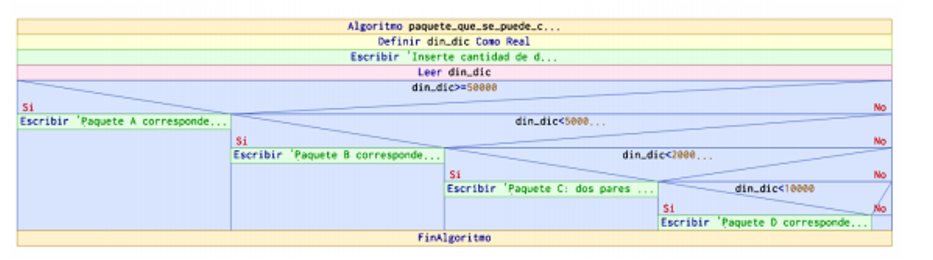 Algoritmo paquete_que_se_puede_c...
Definir din_dic Como Real
Escribir 'Inserte cantidad de d...
Leer din_dic
din_dic>=50000
Si
No
Escribir 'Paquete A corresponde...
din_dic<5000...
Si
No
Escribir 'Paquete B corresponde...
din_dic<2000...
Si
No
Escribir 'Paquete C: dos pares ...
din_dic<10000
Si
No
Escribir 'Paquete D corresponde...
FinAlgoritmo